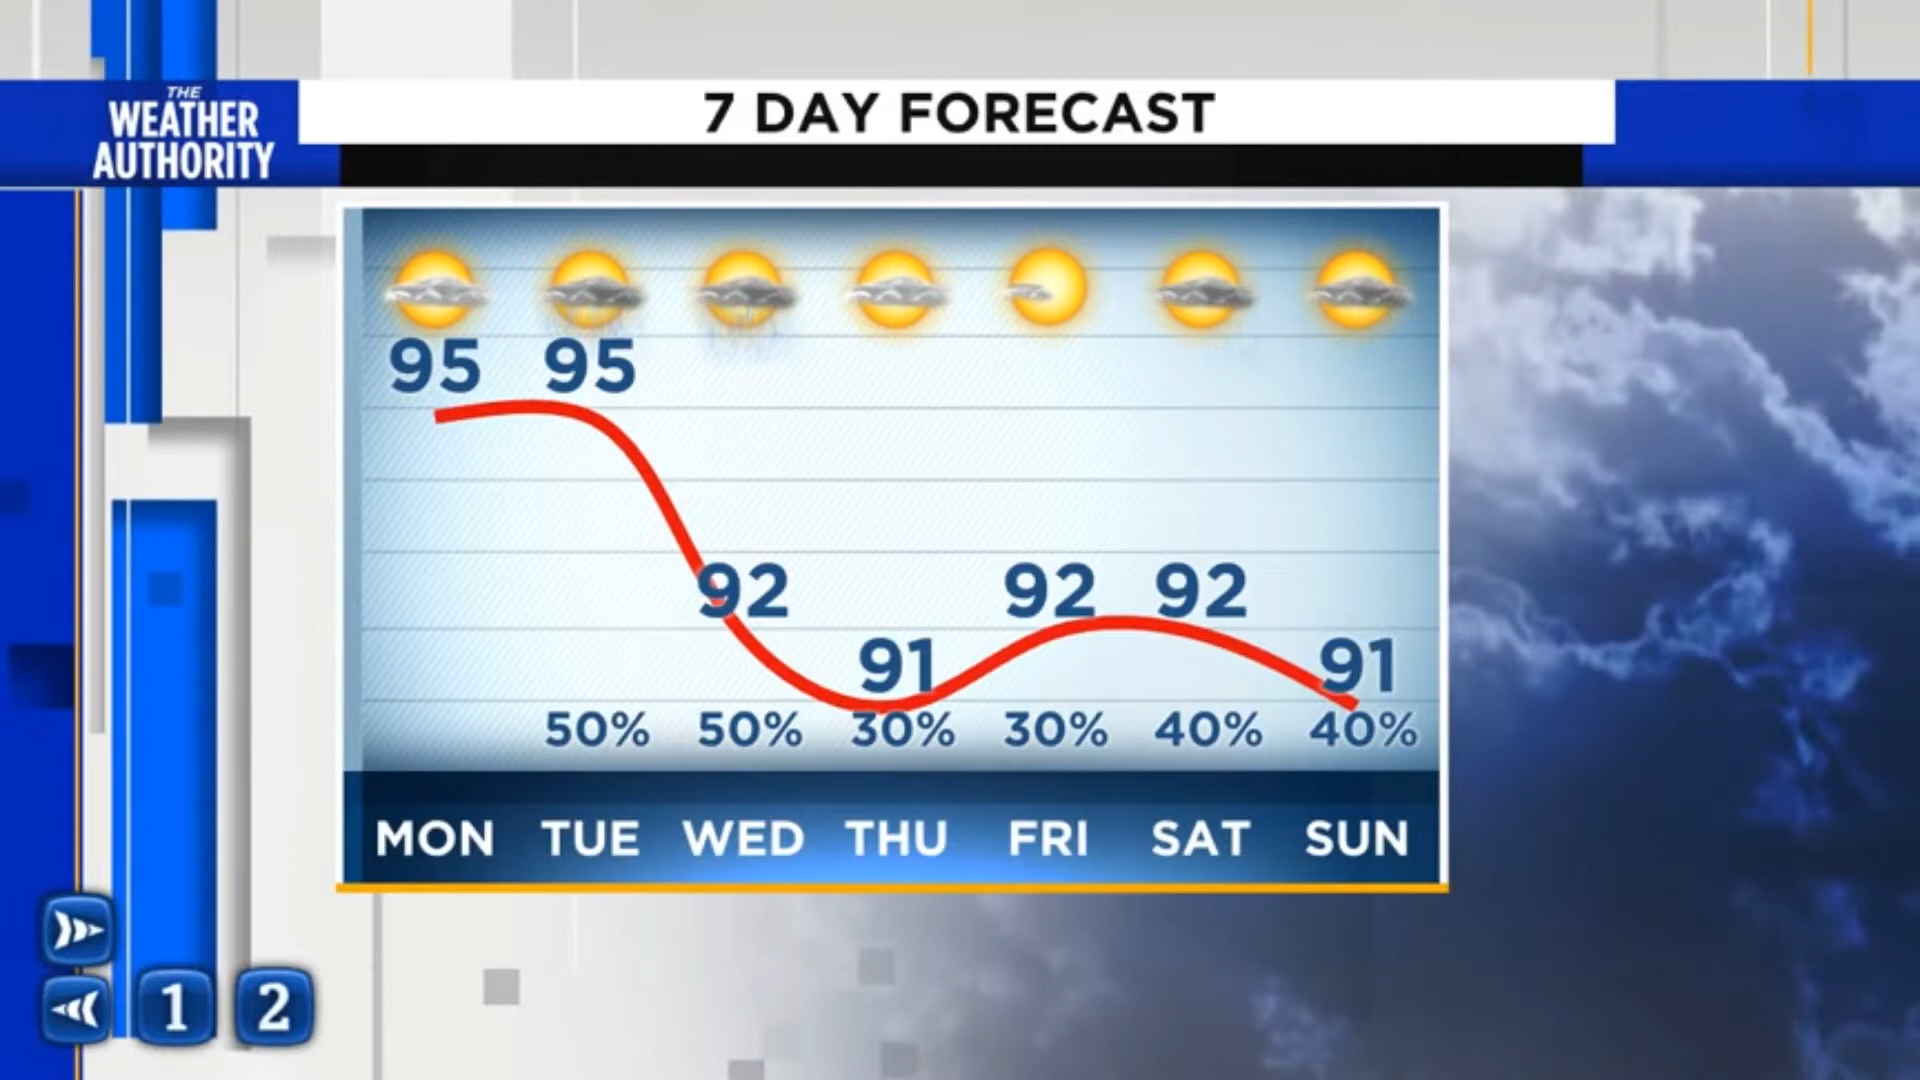 THE
WEATHER
AUTHORITY
7 DAY FORECAST
95 95
92 92 92
91 91
50% 50% 30% 30% 40% 40%
MON TUE WED THU FRI SAT SUN
1 2